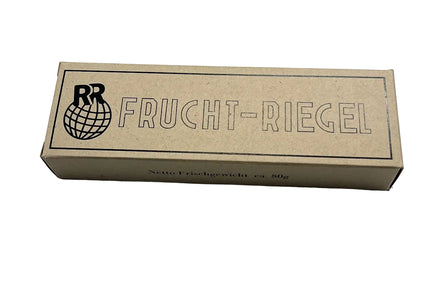 RR
FRUCHT-RIEGEL
Netto Frischgewicht ca. 80g